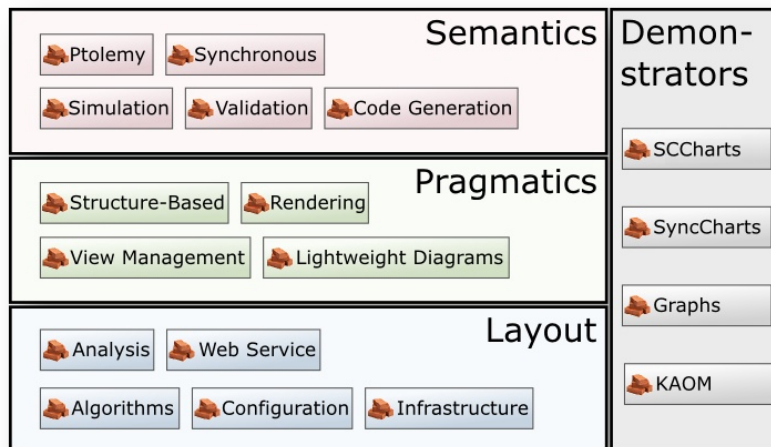 Semantics
Ptolemy
Synchronous
Simulation
Validation
Code Generation
Pragmatics
Structure-Based
Rendering
View Management
Lightweight Diagrams
Layout
Analysis
Web Service
Algorithms
Configuration
Infrastructure
Demon-
strators
SCCharts
SyncCharts
Graphs
KAOM